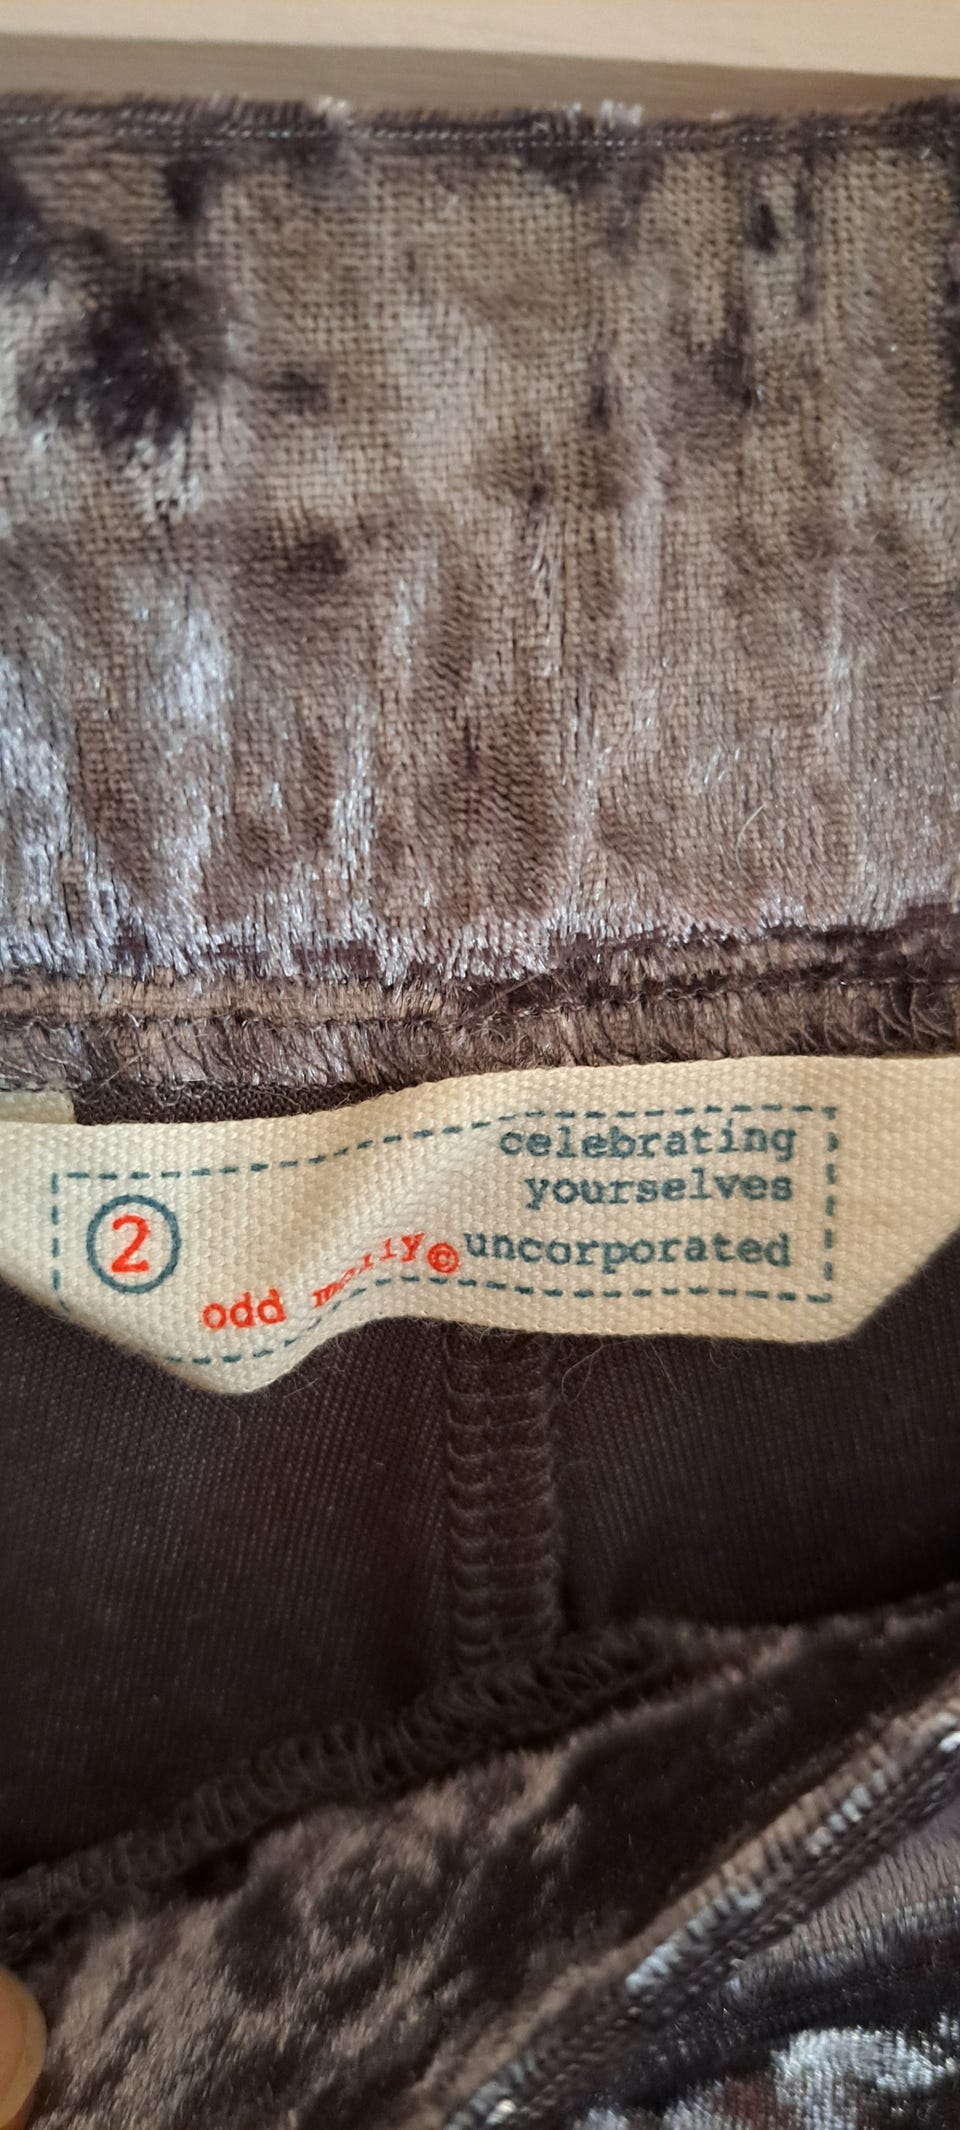 celebrating
yourselves
uncorporated
2
odd molly©